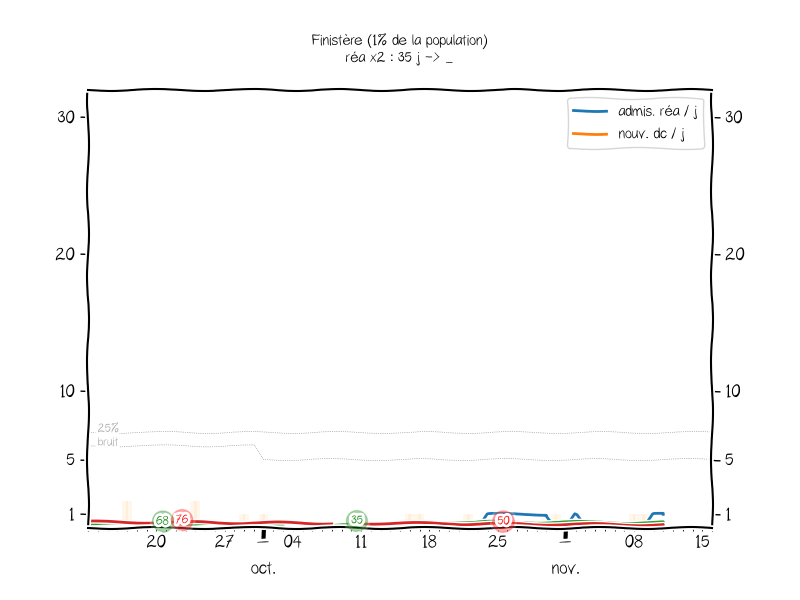 Finistère (1% de la population)
réa x2 : 35 j -> _
admis. réa / j
nouv. dc / j
30 30
20 20
10 10
25%
bruit
5 5
1 1
68 76 35 50
20 27 04 11 18 25 08 15
oct. nov.